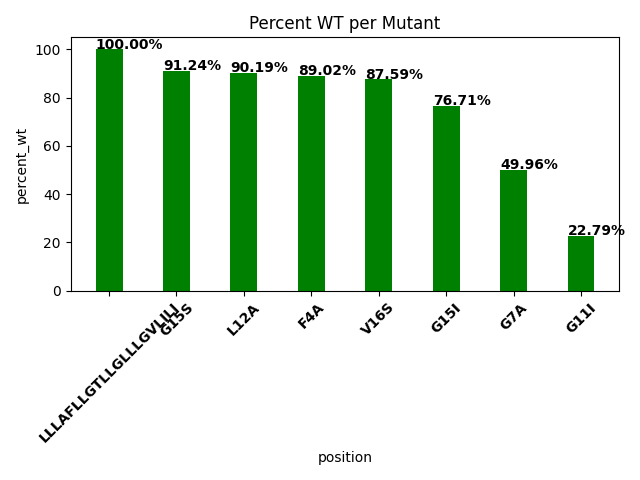 Percent WT per Mutant
percent_wt
100
80
60
40
20
0
100.00%
91.24%
90.19%
89.02%
87.59%
76.71%
49.96%
22.79%
LLLAFLLGTLLGLLLGVLILI
G15S
L12A
F4A
V16S
G15I
G7A
G11I
position